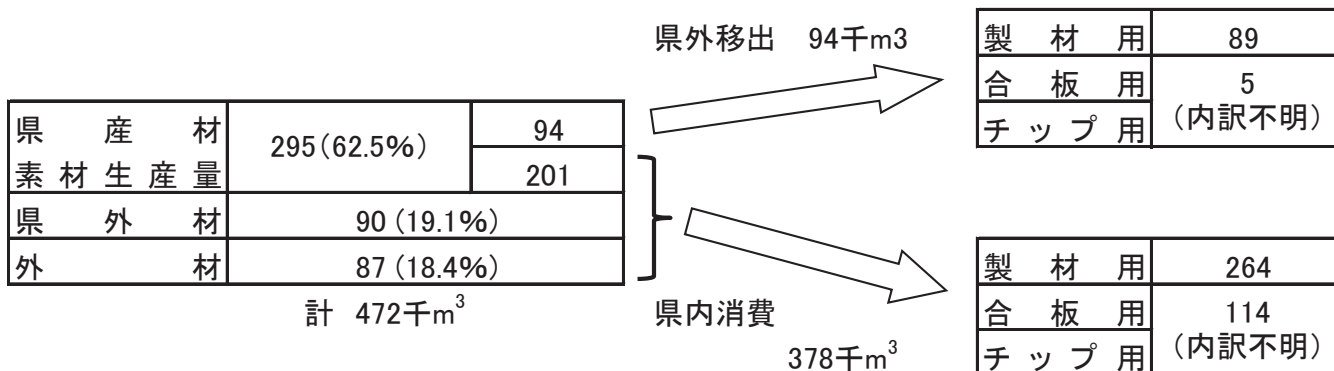 県外移出 94千m3
製材用 89
合板用 5
チップ用 (内訳不明)
県産材 295(62.5%) 94
素材生産量 201
県外材 90(19.1%)
外材 87(18.4%)
計 472千m³
県内消費
378千m³
製材用 264
合板用 114
チップ用 (内訳不明)